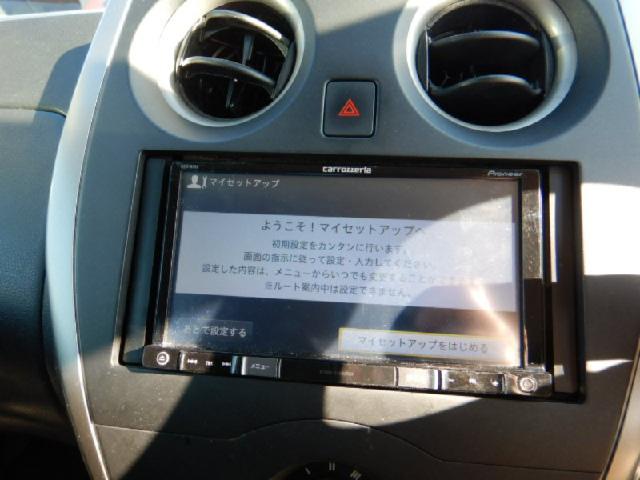 carrozzeria
Pioneer
マイセットアップ
ようこそ！マイセットアップへ
初期設定をカンタンに行います。
画面の指示に従って設定・入力してください。
設定した内容は、メニューからいつでも変更することができます。
※ルート案内中は設定できません。
あとで設定する
マイセットアップをはじめる
メニュー